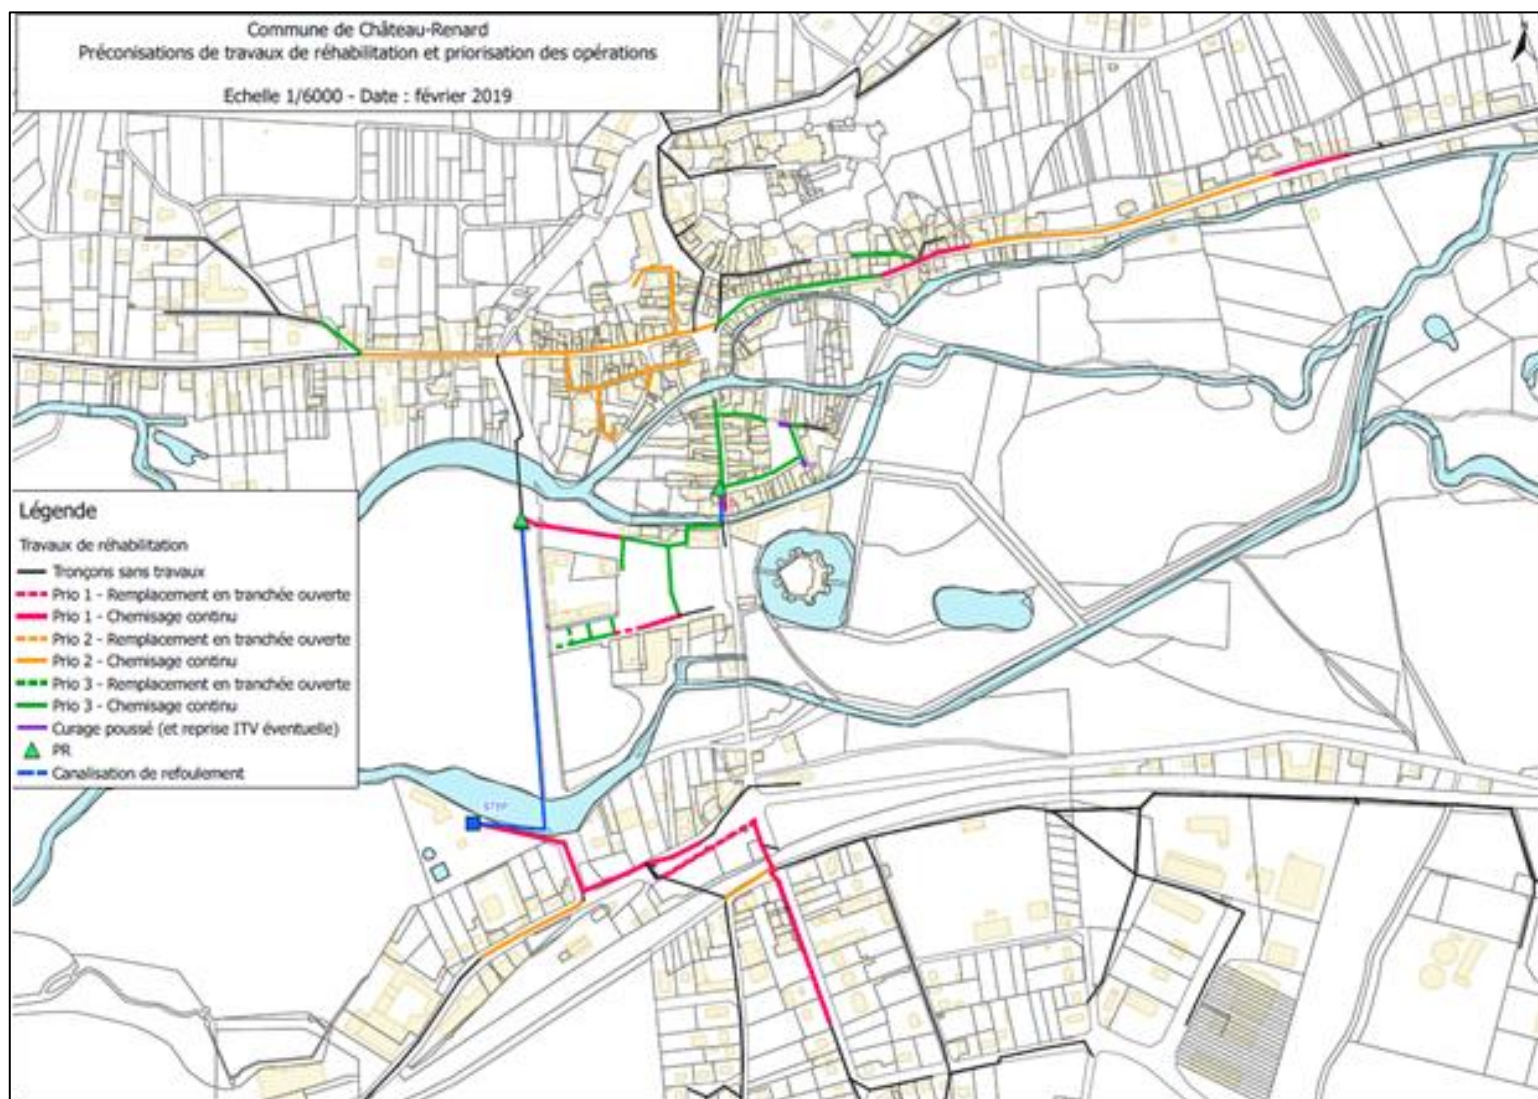 Commune de Château-Renard
Préconisations de travaux de réhabilitation et priorisation des opérations
Echelle 1/6000 - Date : février 2019
STEP
Légende
Travaux de réhabilitation
Tronçons sans travaux
Prio 1 - Remplacement en tranchée ouverte
Prio 1 - Chemisage continu
Prio 2 - Remplacement en tranchée ouverte
Prio 2 - Chemisage continu
Prio 3 - Remplacement en tranchée ouverte
Prio 3 - Chemisage continu
Curage poussé (et reprise ITV éventuelle)
PR
Canalisation de refoulement